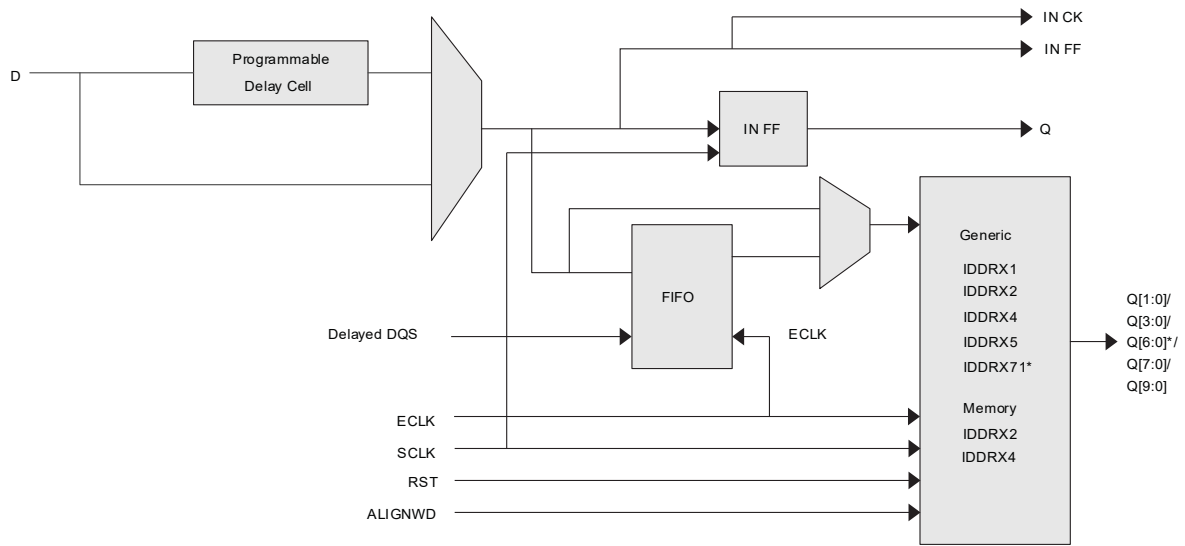 IN CK
IN FF
D
Programmable
Delay Cell
IN FF
Q
Generic
IDDRX1
IDDRX2
IDDRX4
IDDRX5
IDDRX71*
Memory
IDDRX2
IDDRX4
FIFO
Delayed DQS
ECLK
ECLK
SCLK
RST
ALIGNWD
Q[1:0]/
Q[3:0]/
Q[6:0]*/
Q[7:0]/
Q[9:0]